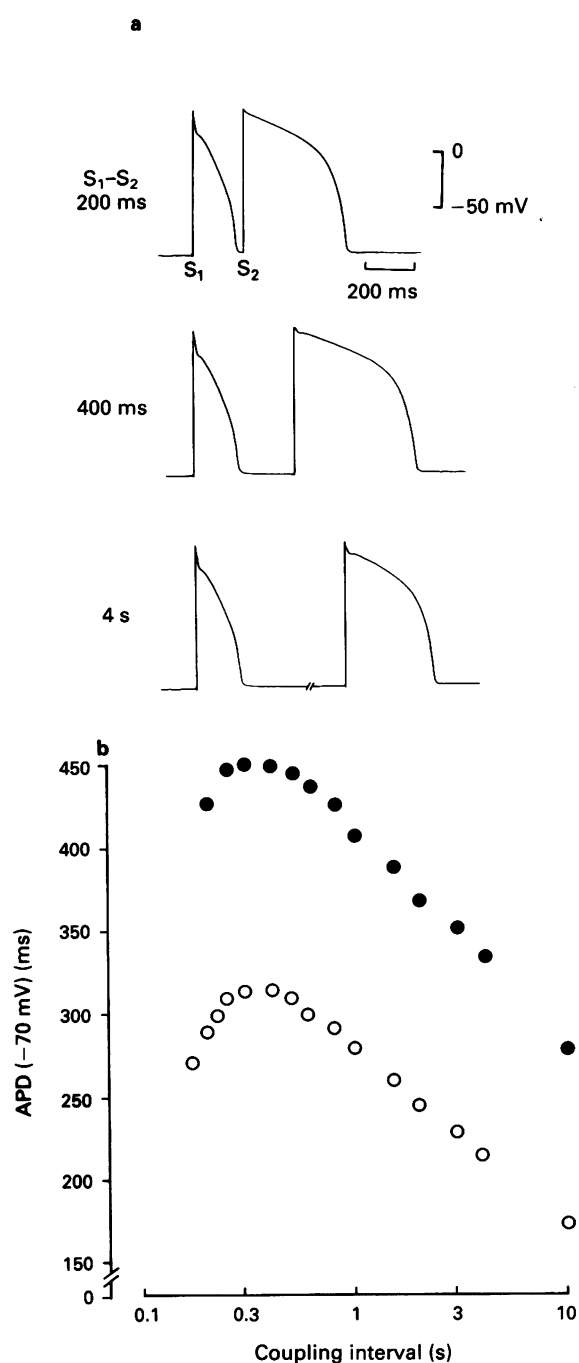 a
S₁–S₂
200 ms
0
−50 mV
S₁
S₂
200 ms
400 ms
4 s
b
450
400
350
300
250
200
150
0
APD (−70 mV) (ms)
0.1
0.3
1
3
10
Coupling interval (s)